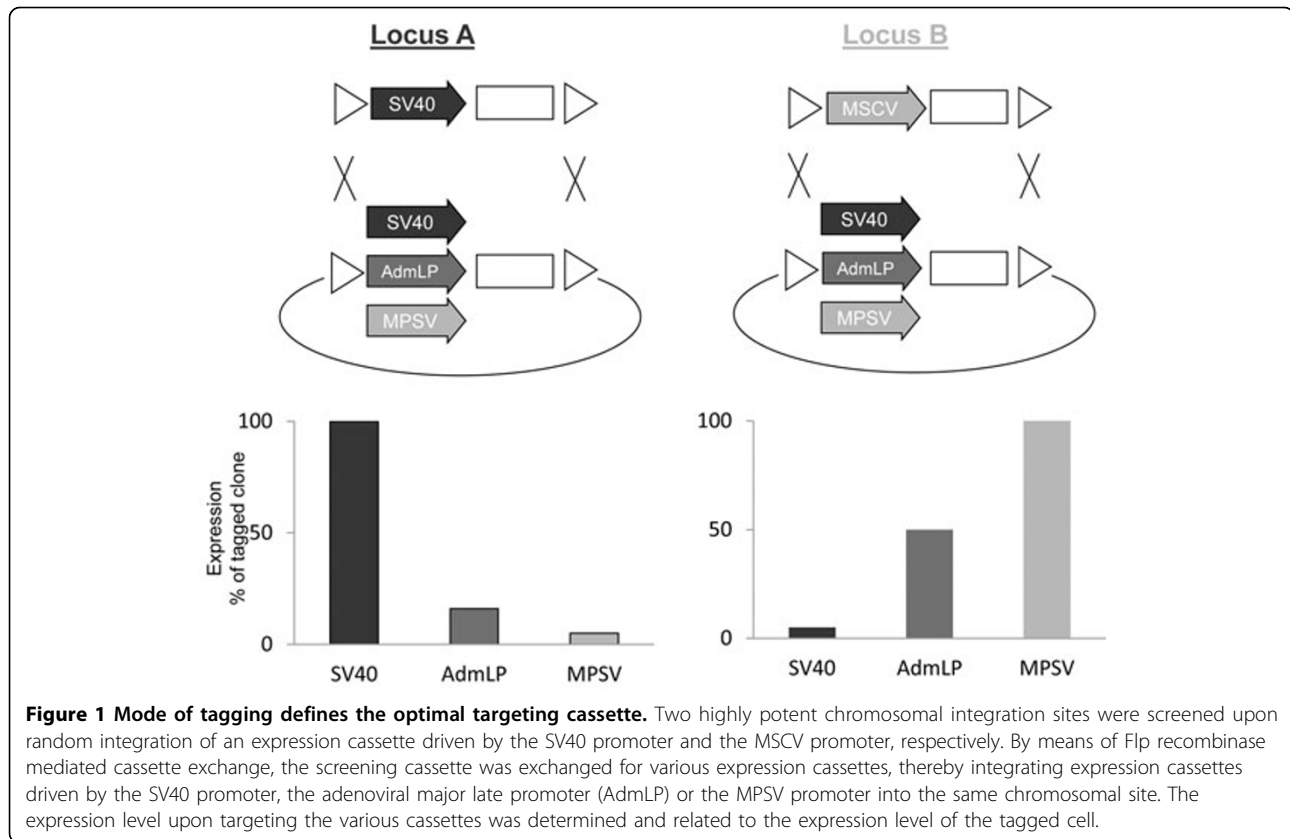 Locus A
Locus B
SV40
MSCV
SV40
SV40
AdmLP
AdmLP
MPSV
MPSV
Expression
% of tagged clone
100
50
0
SV40 AdmLP MPSV
100
50
0
SV40 AdmLP MPSV
Figure 1 Mode of tagging defines the optimal targeting cassette. Two highly potent chromosomal integration sites were screened upon
random integration of an expression cassette driven by the SV40 promoter and the MSCV promoter, respectively. By means of Flp recombinase
mediated cassette exchange, the screening cassette was exchanged for various expression cassettes, thereby integrating expression cassettes
driven by the SV40 promoter, the adenoviral major late promoter (AdmLP) or the MPSV promoter into the same chromosomal site. The
expression level upon targeting the various cassettes was determined and related to the expression level of the tagged cell.